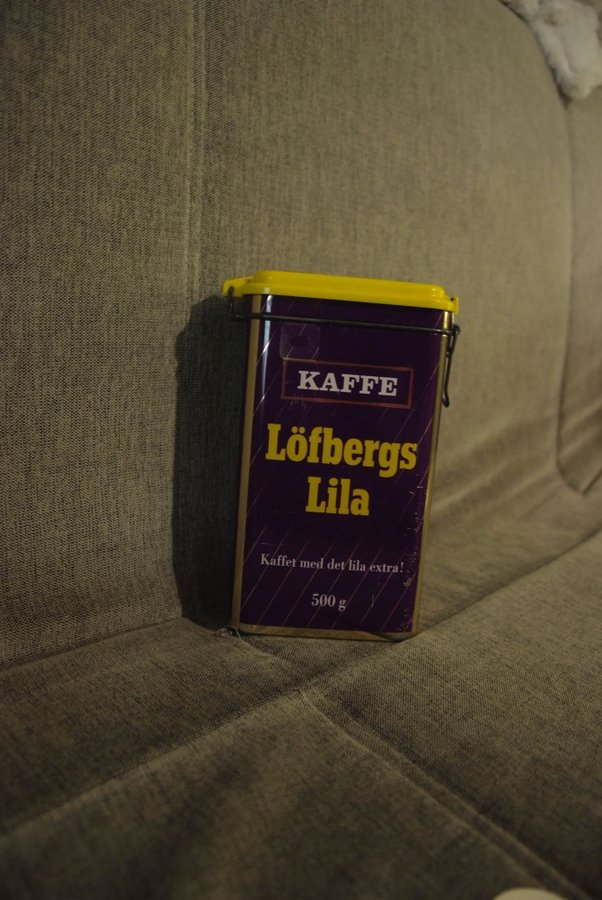 KAFFE
Löfbergs
Lila
Kaffet med det lila extra!
500 g